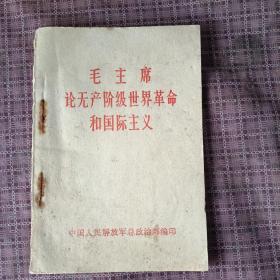 毛主席
论无产阶级世界革命
和国际主义
中国人民解放军总政治部编印